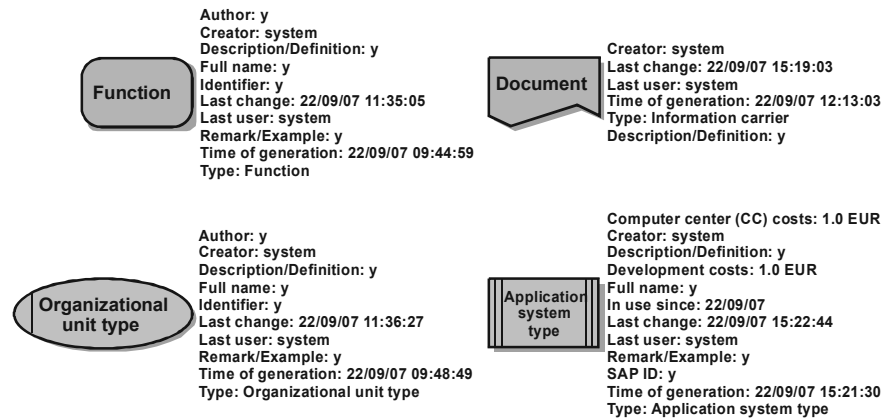 Function
Author: y
Creator: system
Description/Definition: y
Full name: y
Identifier: y
Last change: 22/09/07 11:35:05
Last user: system
Remark/Example: y
Time of generation: 22/09/07 09:44:59
Type: Function
Document
Creator: system
Last change: 22/09/07 15:19:03
Last user: system
Time of generation: 22/09/07 12:13:03
Type: Information carrier
Description/Definition: y
Organizational
unit type
Author: y
Creator: system
Description/Definition: y
Full name: y
Identifier: y
Last change: 22/09/07 11:36:27
Last user: system
Remark/Example: y
Time of generation: 22/09/07 09:48:49
Type: Organizational unit type
Application
system
type
Computer center (CC) costs: 1.0 EUR
Creator: system
Description/Definition: y
Development costs: 1.0 EUR
Full name: y
In use since: 22/09/07
Last change: 22/09/07 15:22:44
Last user: system
Remark/Example: y
SAP ID: y
Time of generation: 22/09/07 15:21:30
Type: Application system type